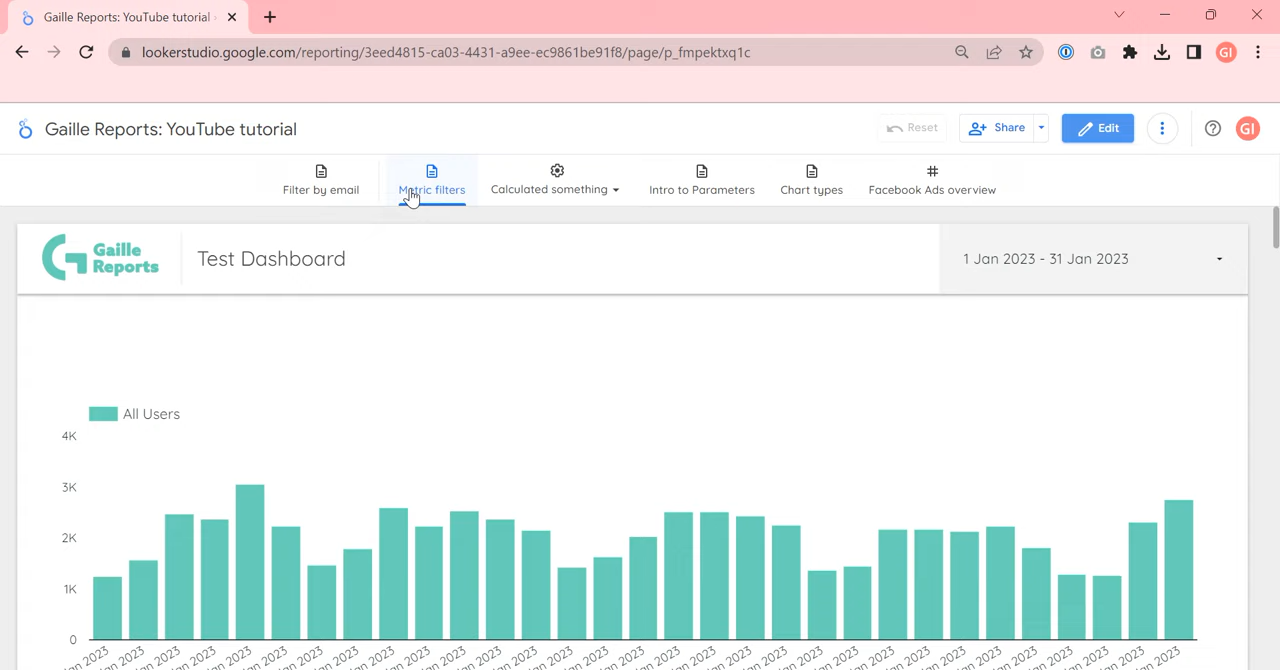 Gaille Reports: YouTube tutorial
lookerstudio.google.com/reporting/3eed4815-ca03-4431-a9ee-ec9861be91f8/page/p_fmpektxq1c
GI
Gaille Reports: YouTube tutorial
Reset
Share
Edit
GI
Filter by email
Metric filters
Calculated something
Intro to Parameters
Chart types
Facebook Ads overview
Gaille
Reports
Test Dashboard
1 Jan 2023 - 31 Jan 2023
All Users
4K
3K
2K
1K
0